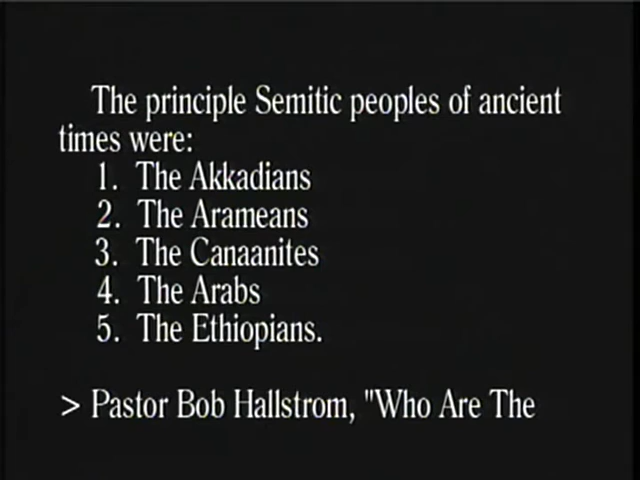 The principle Semitic peoples of ancient
times were:
1. The Akkadians
2. The Arameans
3. The Canaanites
4. The Arabs
5. The Ethiopians.
> Pastor Bob Hallstrom, "Who Are The